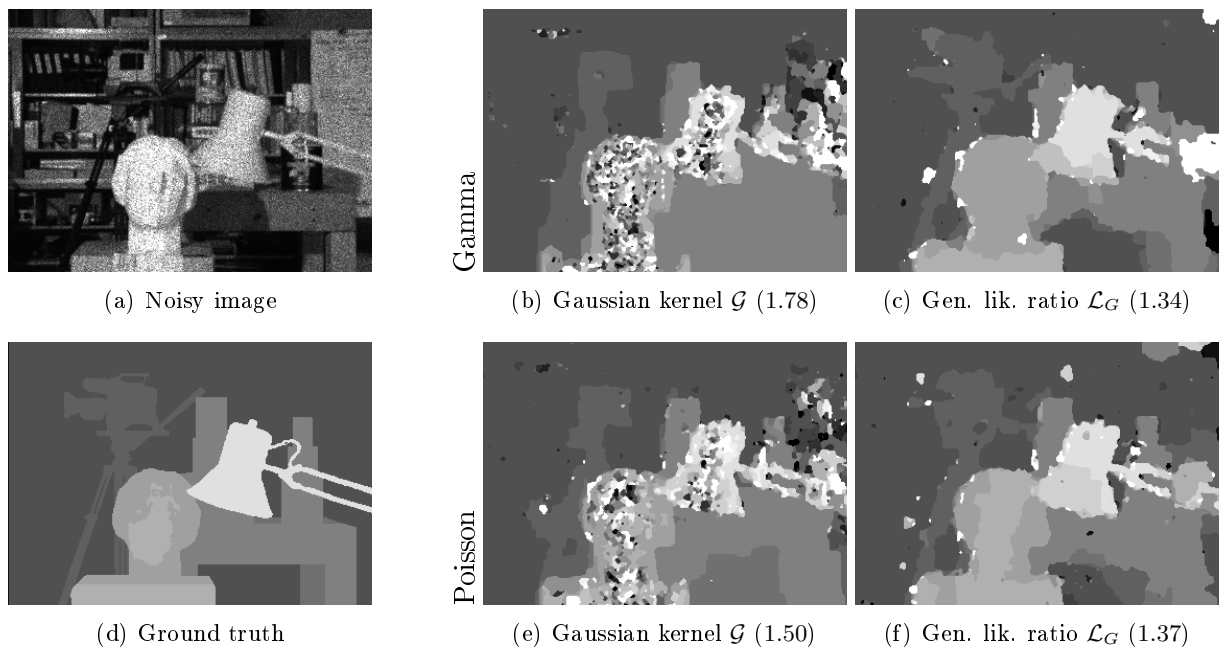 Gamma
(a) Noisy image
(b) Gaussian kernel 𝒢 (1.78)
(c) Gen. lik. ratio ℒ_G (1.34)
Poisson
(d) Ground truth
(e) Gaussian kernel 𝒢 (1.50)
(f) Gen. lik. ratio ℒ_G (1.37)